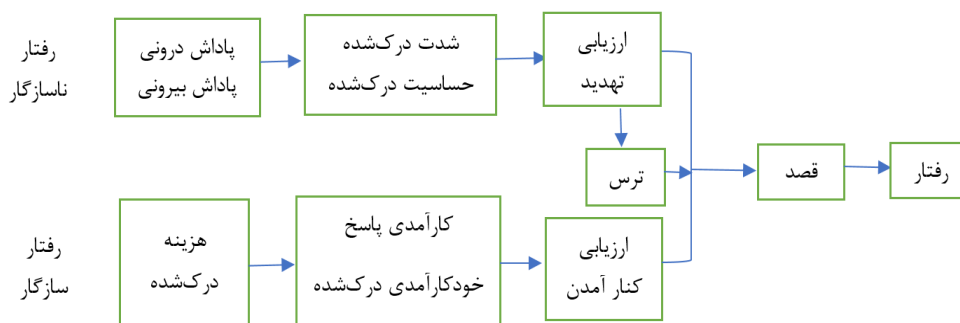 رفتار
ناسازگار
پاداش درونی
پاداش بیرونی
شدت درک‌شده
حساسیت درک‌شده
ارزیابی
تهدید
ترس
قصد
رفتار
رفتار
سازگار
هزینه
درک‌شده
کارآمدی پاسخ
خودکارآمدی درک‌شده
ارزیابی
کنار آمدن